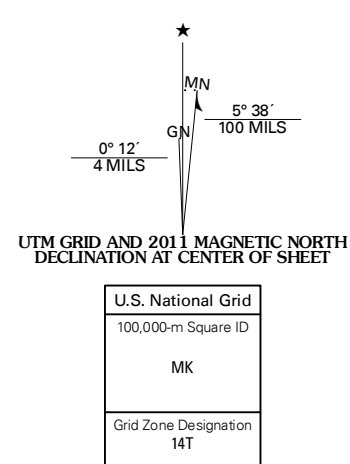 ★
MN
5° 38´
100 MILS
GN
0° 12´
4 MILS
UTM GRID AND 2011 MAGNETIC NORTH
DECLINATION AT CENTER OF SHEET
U.S. National Grid
100,000-m Square ID
MK
Grid Zone Designation
14T